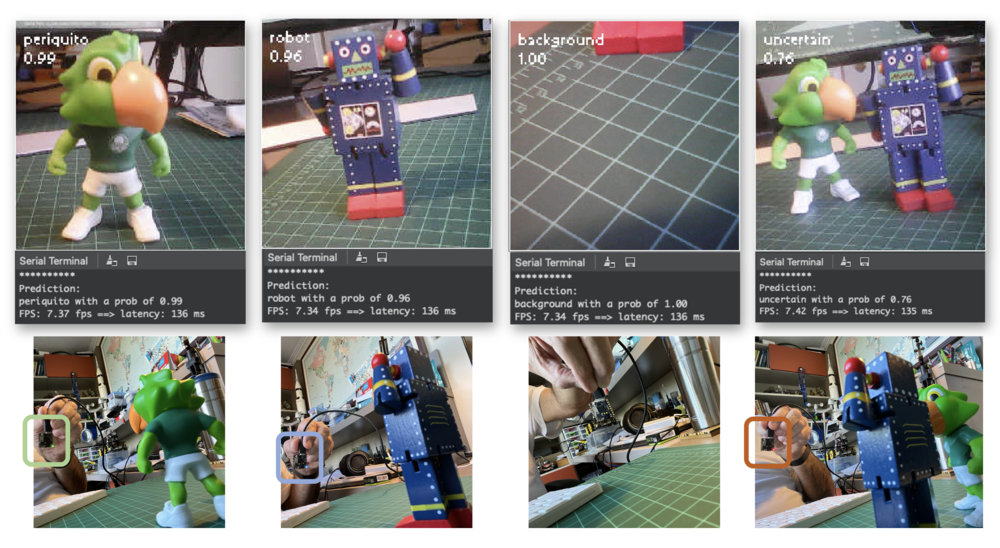 periquito
0.99
Serial Terminal
**********
Prediction:
periquito with a prob of 0.99
FPS: 7.37 fps ==> latency: 136 ms
robot
0.96
Serial Terminal
**********
Prediction:
robot with a prob of 0.96
FPS: 7.34 fps ==> latency: 136 ms
background
1.00
Serial Terminal
**********
Prediction:
background with a prob of 1.00
FPS: 7.34 fps ==> latency: 136 ms
uncertain
0.76
Serial Terminal
**********
Prediction:
uncertain with a prob of 0.76
FPS: 7.42 fps ==> latency: 135 ms